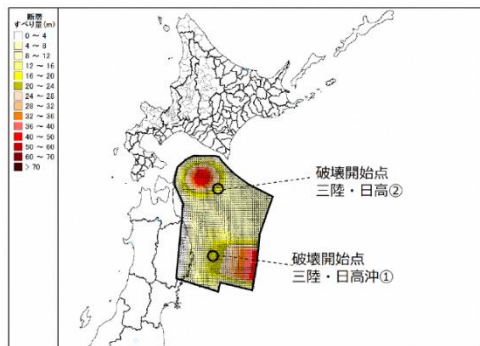 断層
すべり量(m)
0 ～ 4
4 ～ 8
8 ～ 12
12 ～ 16
16 ～ 20
20 ～ 24
24 ～ 28
28 ～ 32
32 ～ 36
36 ～ 40
40 ～ 50
50 ～ 60
60 ～ 70
> 70
破壊開始点
三陸・日高②
破壊開始点
三陸・日高沖①